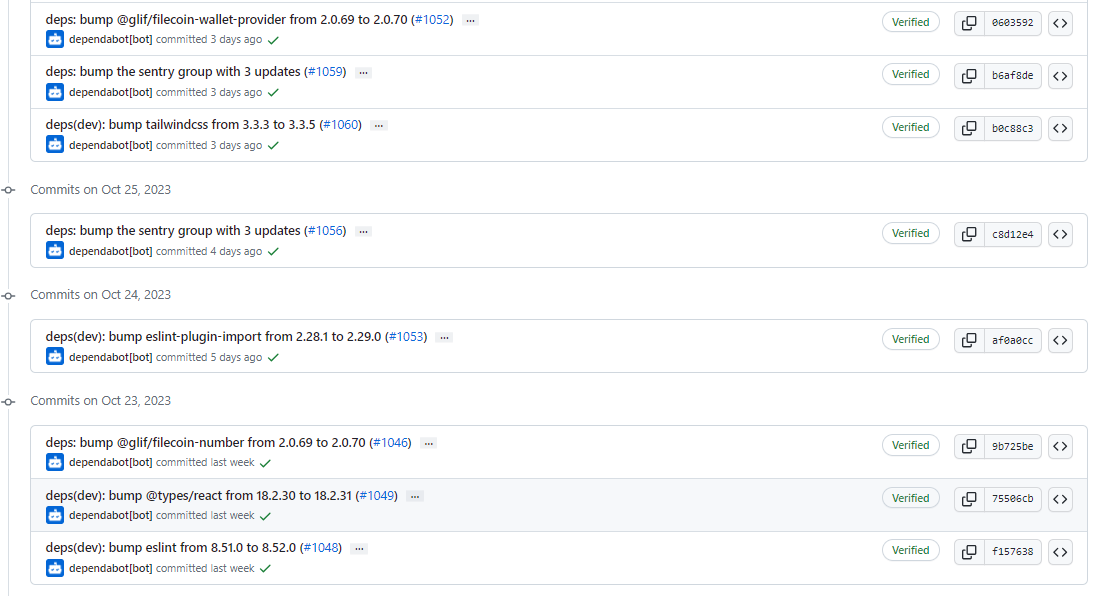 deps: bump @glif/filecoin-wallet-provider from 2.0.69 to 2.0.70 (#1052) ... Verified 0603592
dependabot[bot] committed 3 days ago
deps: bump the sentry group with 3 updates (#1059) ... Verified b6af8de
dependabot[bot] committed 3 days ago
deps(dev): bump tailwindcss from 3.3.3 to 3.3.5 (#1060) ... Verified b0c88c3
dependabot[bot] committed 3 days ago
Commits on Oct 25, 2023
deps: bump the sentry group with 3 updates (#1056) ... Verified c8d12e4
dependabot[bot] committed 4 days ago
Commits on Oct 24, 2023
deps(dev): bump eslint-plugin-import from 2.28.1 to 2.29.0 (#1053) ... Verified af0a0cc
dependabot[bot] committed 5 days ago
Commits on Oct 23, 2023
deps: bump @glif/filecoin-number from 2.0.69 to 2.0.70 (#1046) ... Verified 9b725be
dependabot[bot] committed last week
deps(dev): bump @types/react from 18.2.30 to 18.2.31 (#1049) ... Verified 75506cb
dependabot[bot] committed last week
deps(dev): bump eslint from 8.51.0 to 8.52.0 (#1048) ... Verified f157638
dependabot[bot] committed last week